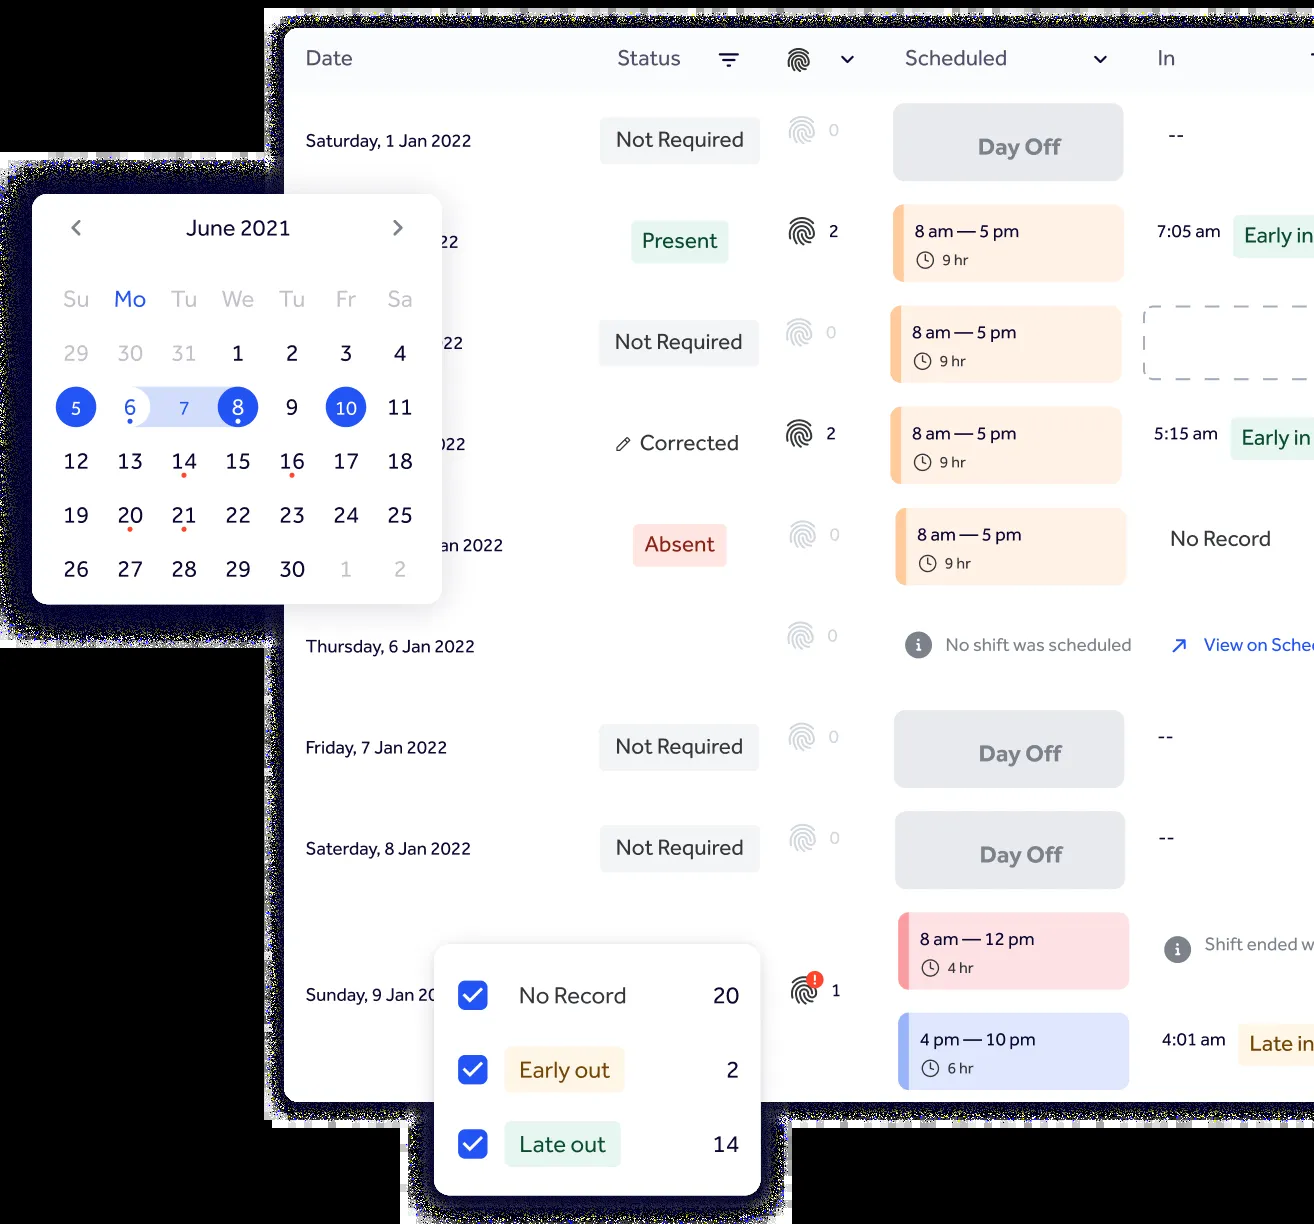 Date Status Scheduled In
Saturday, 1 Jan 2022 Not Required 0 Day Off --
22 Present 2 8 am — 5 pm 7:05 am Early in
9 hr
22 Not Required 0 8 am — 5 pm
9 hr
022 Corrected 2 8 am — 5 pm 5:15 am Early in
9 hr
an 2022 Absent 0 8 am — 5 pm No Record
9 hr
Thursday, 6 Jan 2022 0 No shift was scheduled View on Sche
Friday, 7 Jan 2022 Not Required 0 Day Off --
Saterday, 8 Jan 2022 Not Required 0 Day Off --
8 am — 12 pm Shift ended
4 hr
Sunday, 9 Jan 20 1
4 pm — 10 pm 4:01 am Late in
6 hr
June 2021
Su Mo Tu We Tu Fr Sa
29 30 31 1 2 3 4
5 6 7 8 9 10 11
12 13 14 15 16 17 18
19 20 21 22 23 24 25
26 27 28 29 30 1 2
No Record 20
Early out 2
Late out 14